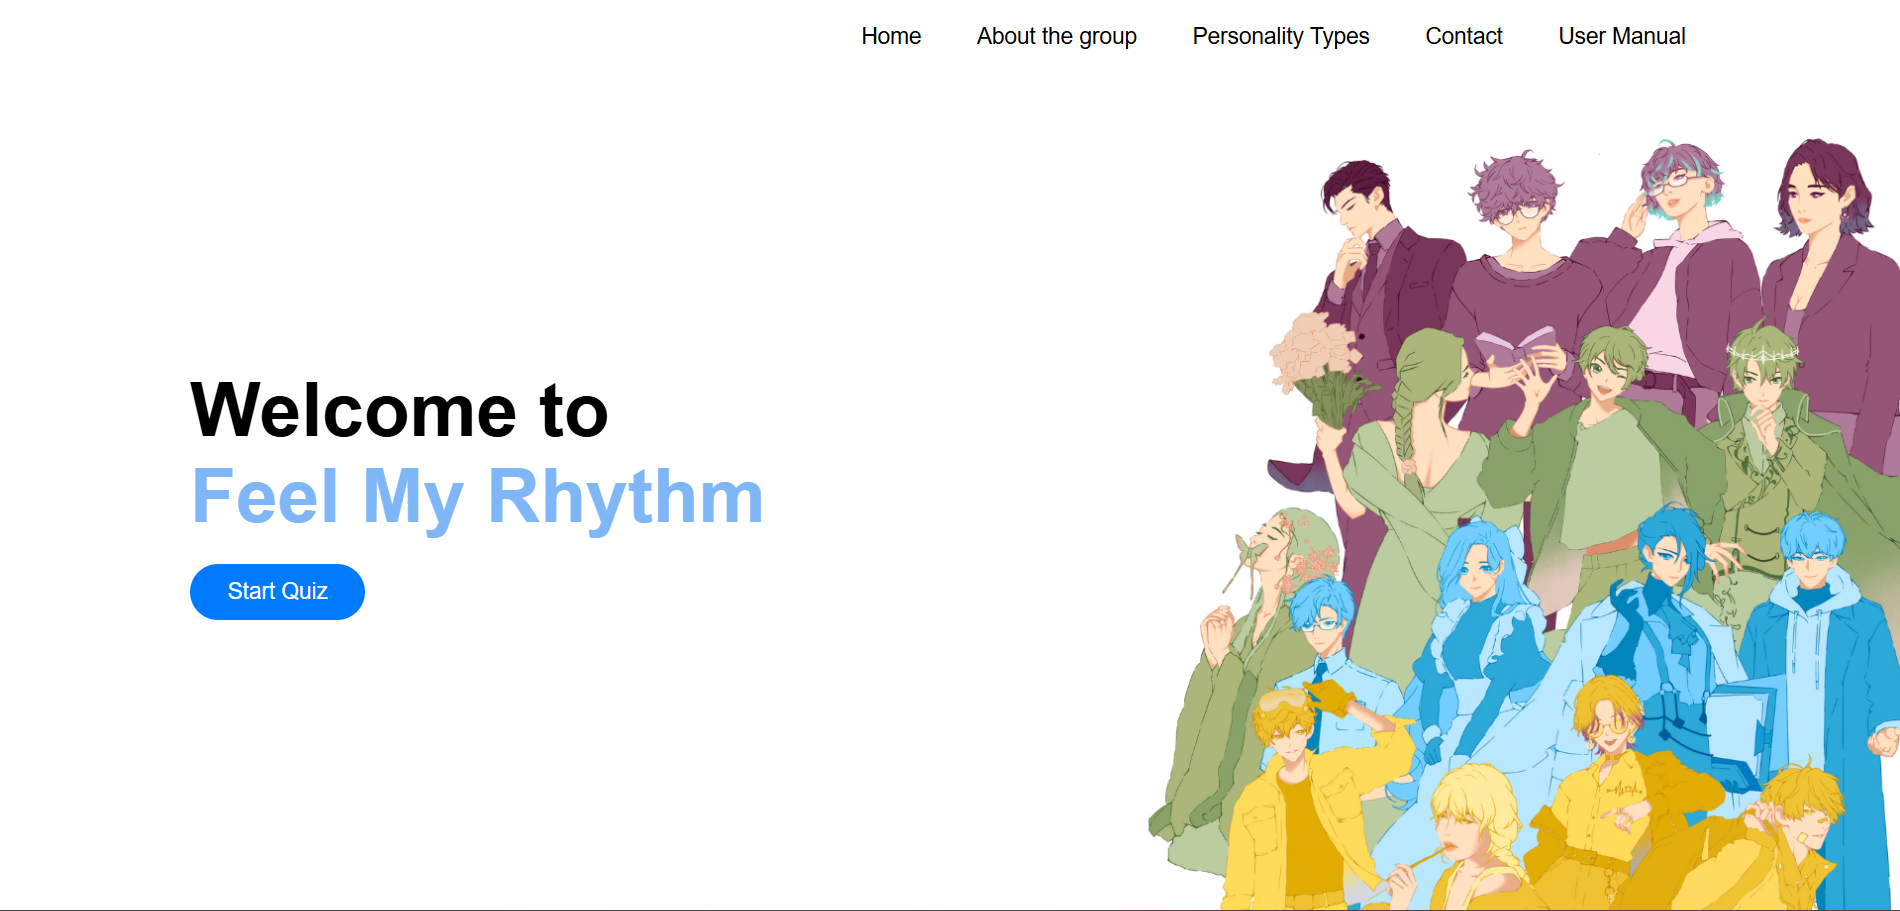 Home About the group Personality Types Contact User Manual
Welcome to
Feel My Rhythm
Start Quiz